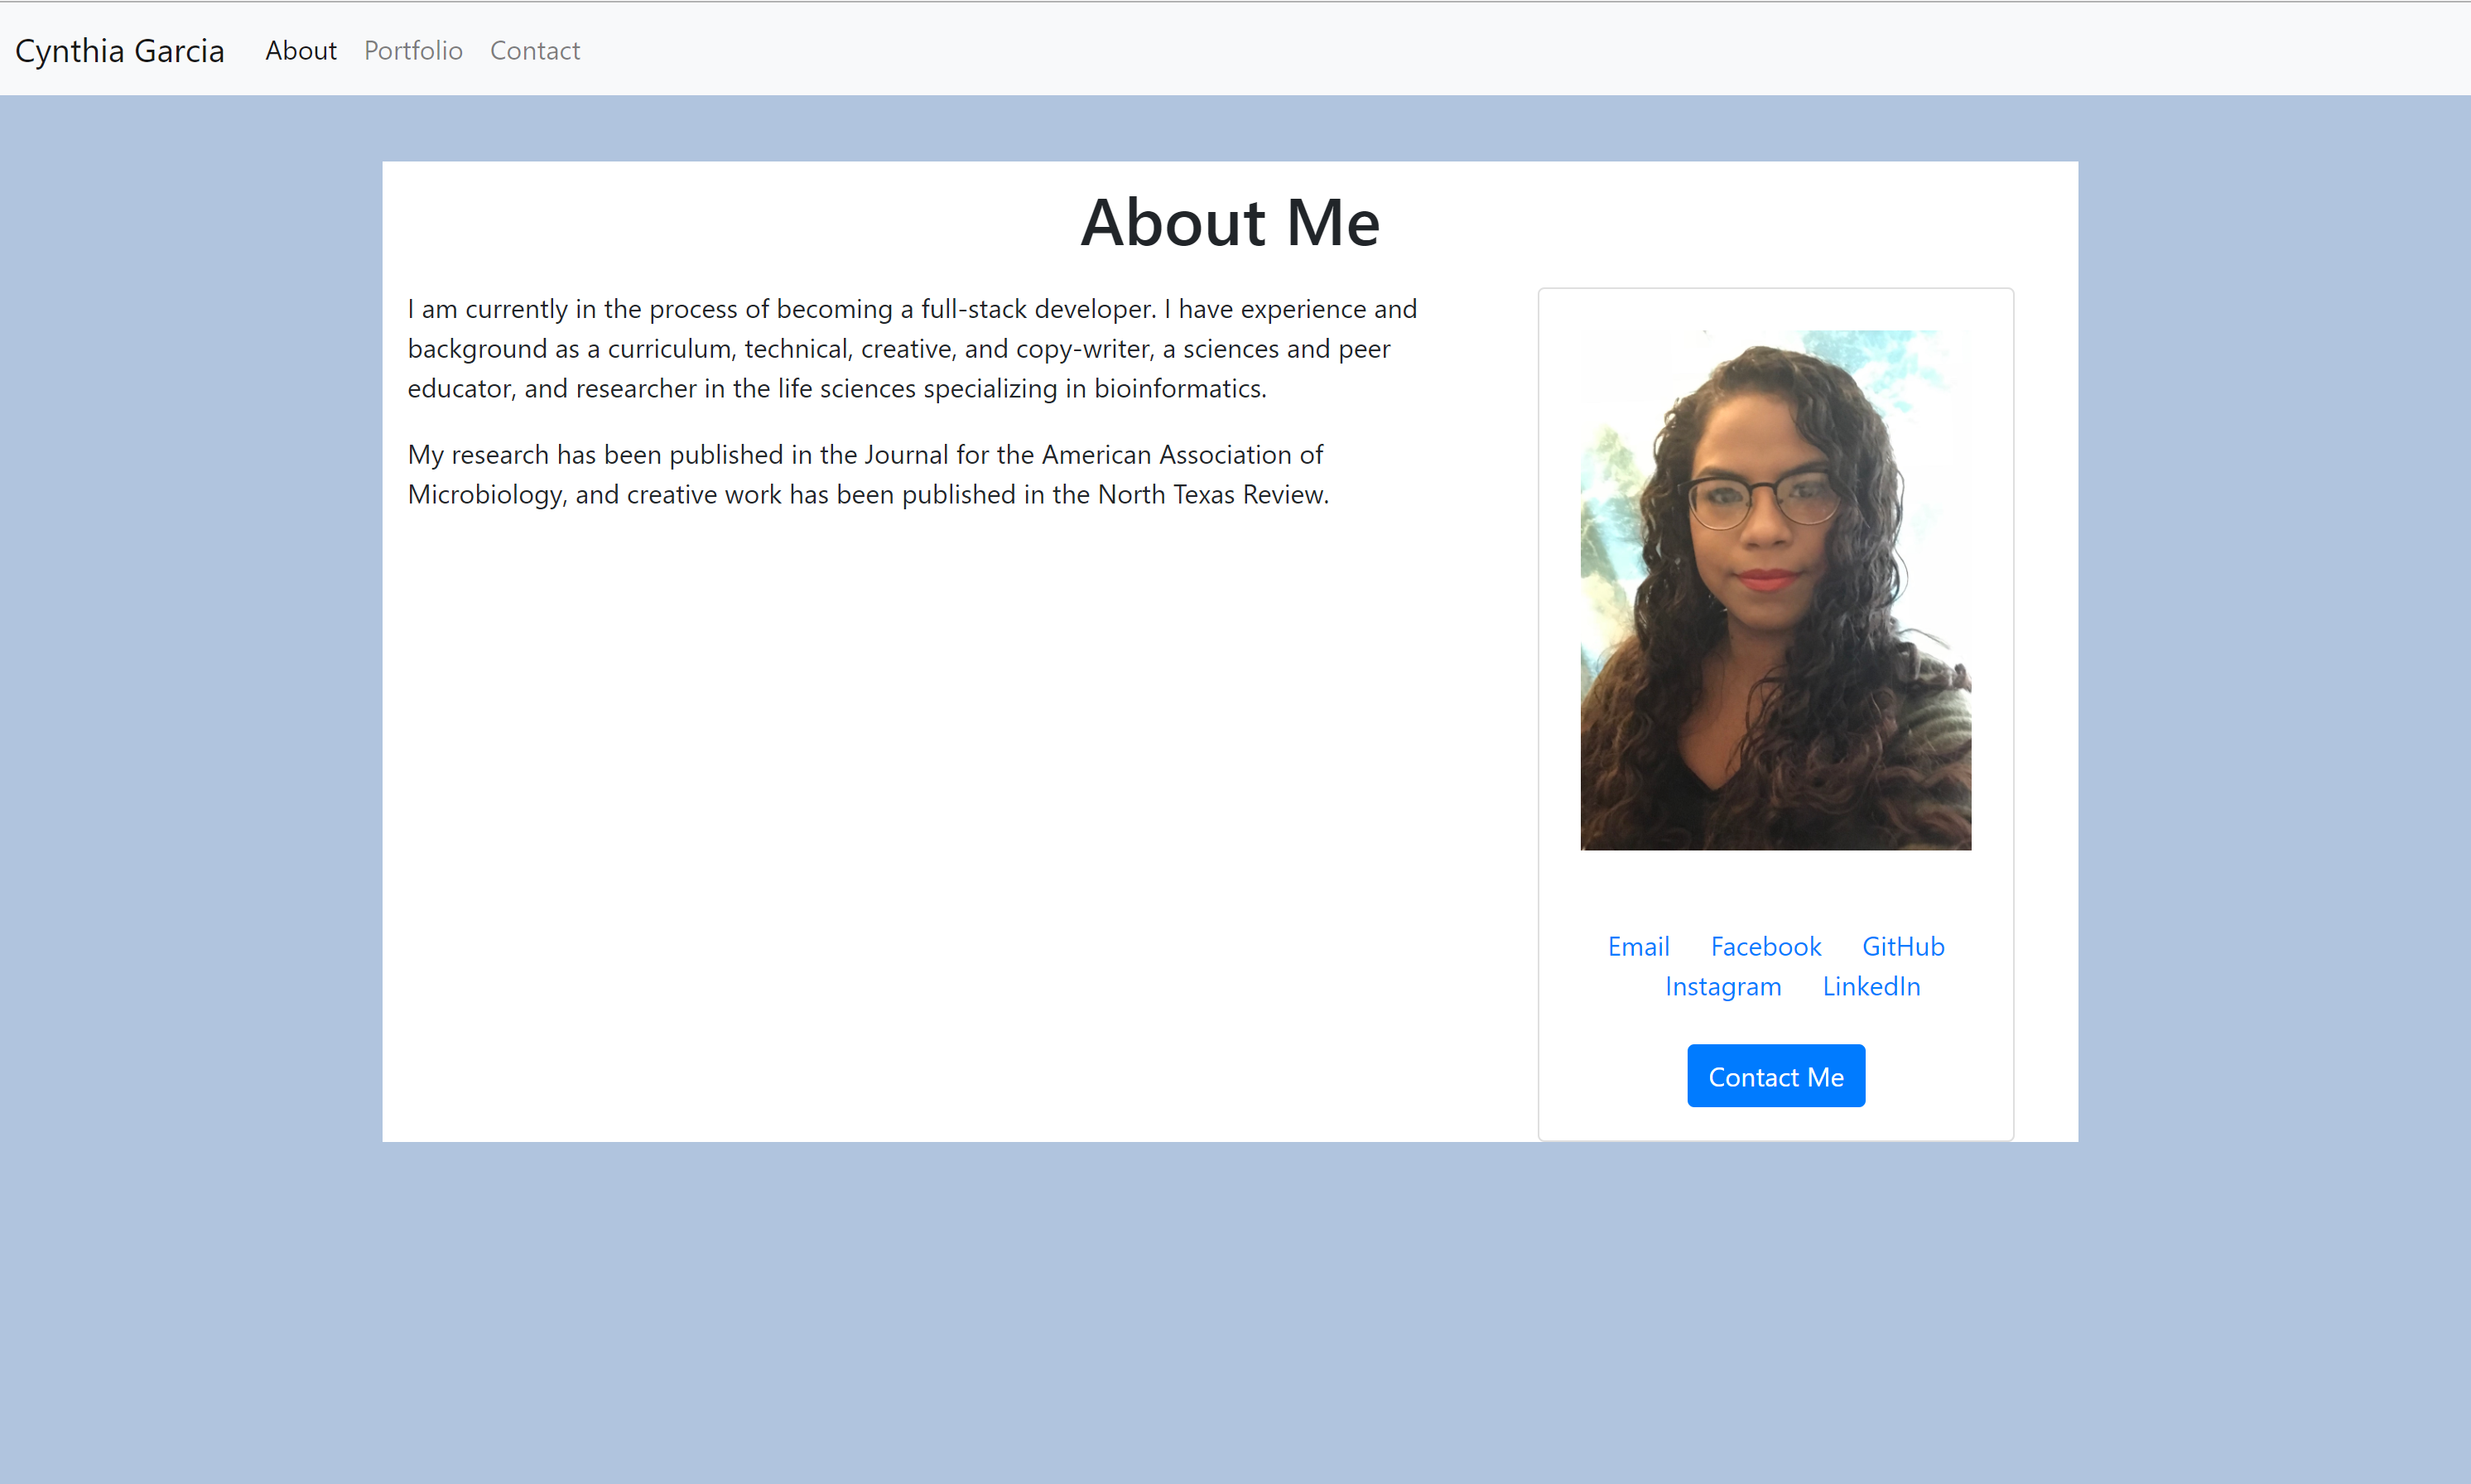 Cynthia Garcia About Portfolio Contact
About Me
I am currently in the process of becoming a full-stack developer. I have experience and
background as a curriculum, technical, creative, and copy-writer, a sciences and peer
educator, and researcher in the life sciences specializing in bioinformatics.
My research has been published in the Journal for the American Association of
Microbiology, and creative work has been published in the North Texas Review.
Email Facebook GitHub
Instagram LinkedIn
Contact Me